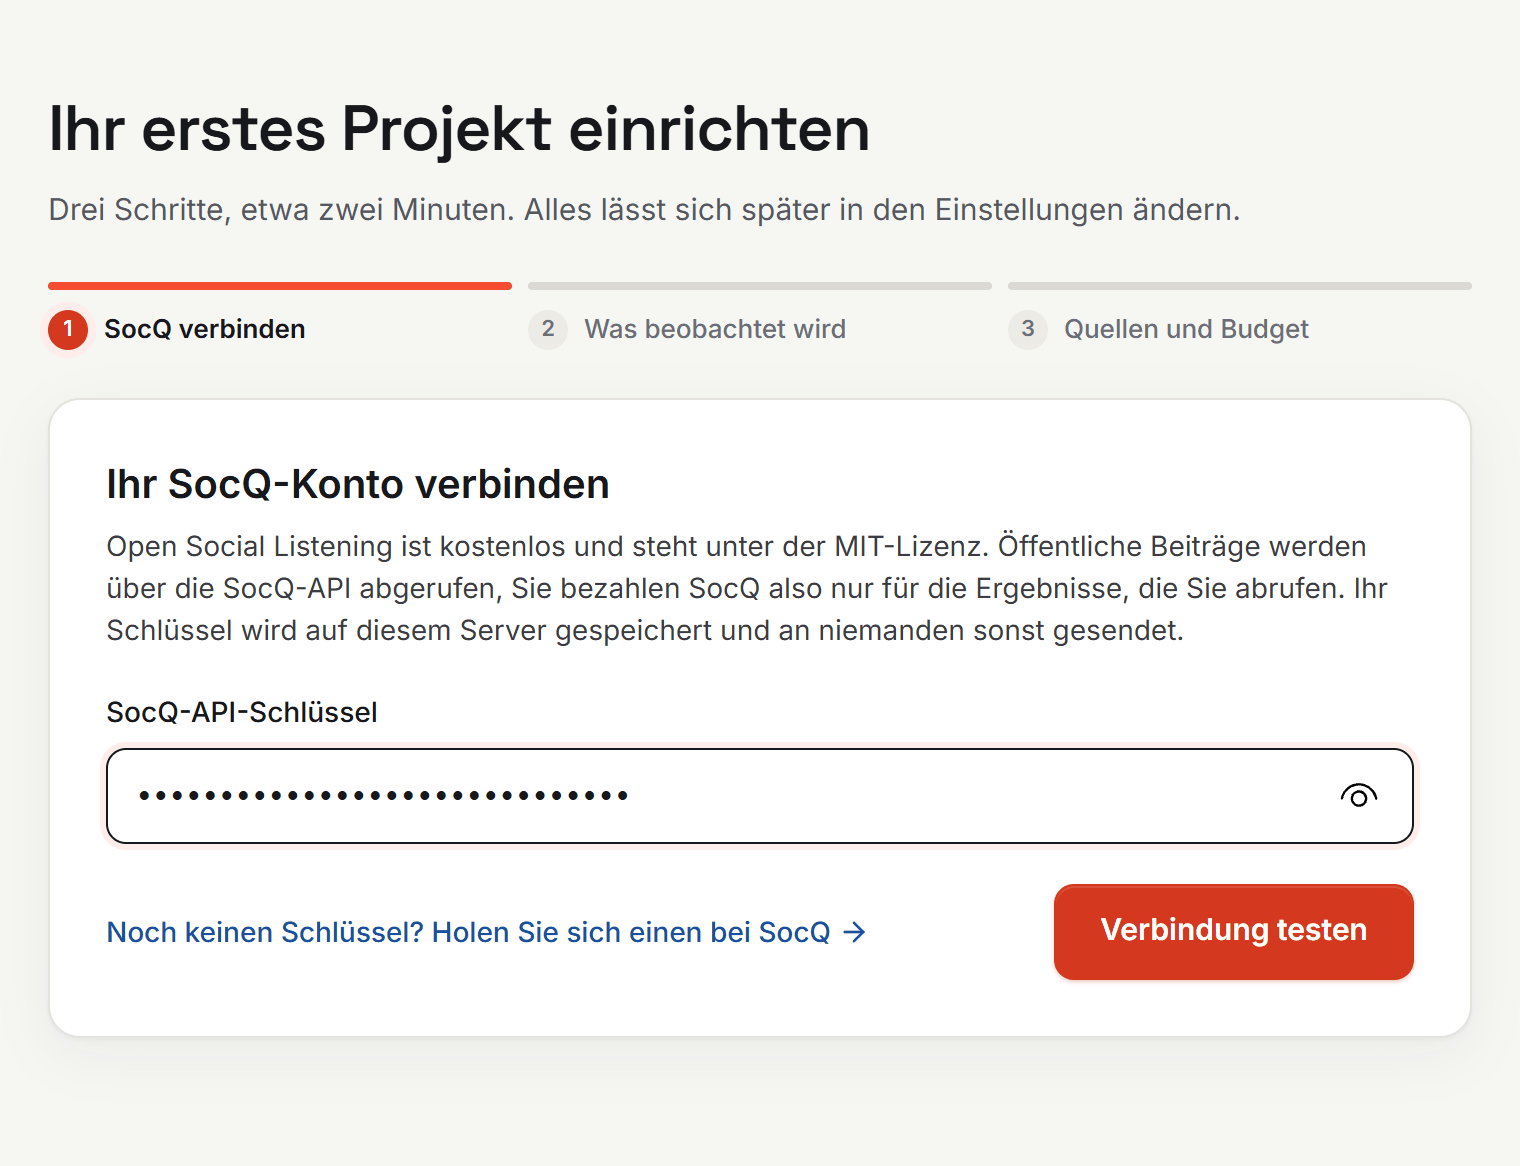 Ihr erstes Projekt einrichten
Drei Schritte, etwa zwei Minuten. Alles lässt sich später in den Einstellungen ändern.
1 SocQ verbinden
2 Was beobachtet wird
3 Quellen und Budget
Ihr SocQ-Konto verbinden
Open Social Listening ist kostenlos und steht unter der MIT-Lizenz. Öffentliche Beiträge werden
über die SocQ-API abgerufen, Sie bezahlen SocQ also nur für die Ergebnisse, die Sie abrufen. Ihr
Schlüssel wird auf diesem Server gespeichert und an niemanden sonst gesendet.
SocQ-API-Schlüssel
••••••••••••••••••••••••••••••
Noch keinen Schlüssel? Holen Sie sich einen bei SocQ →
Verbindung testen